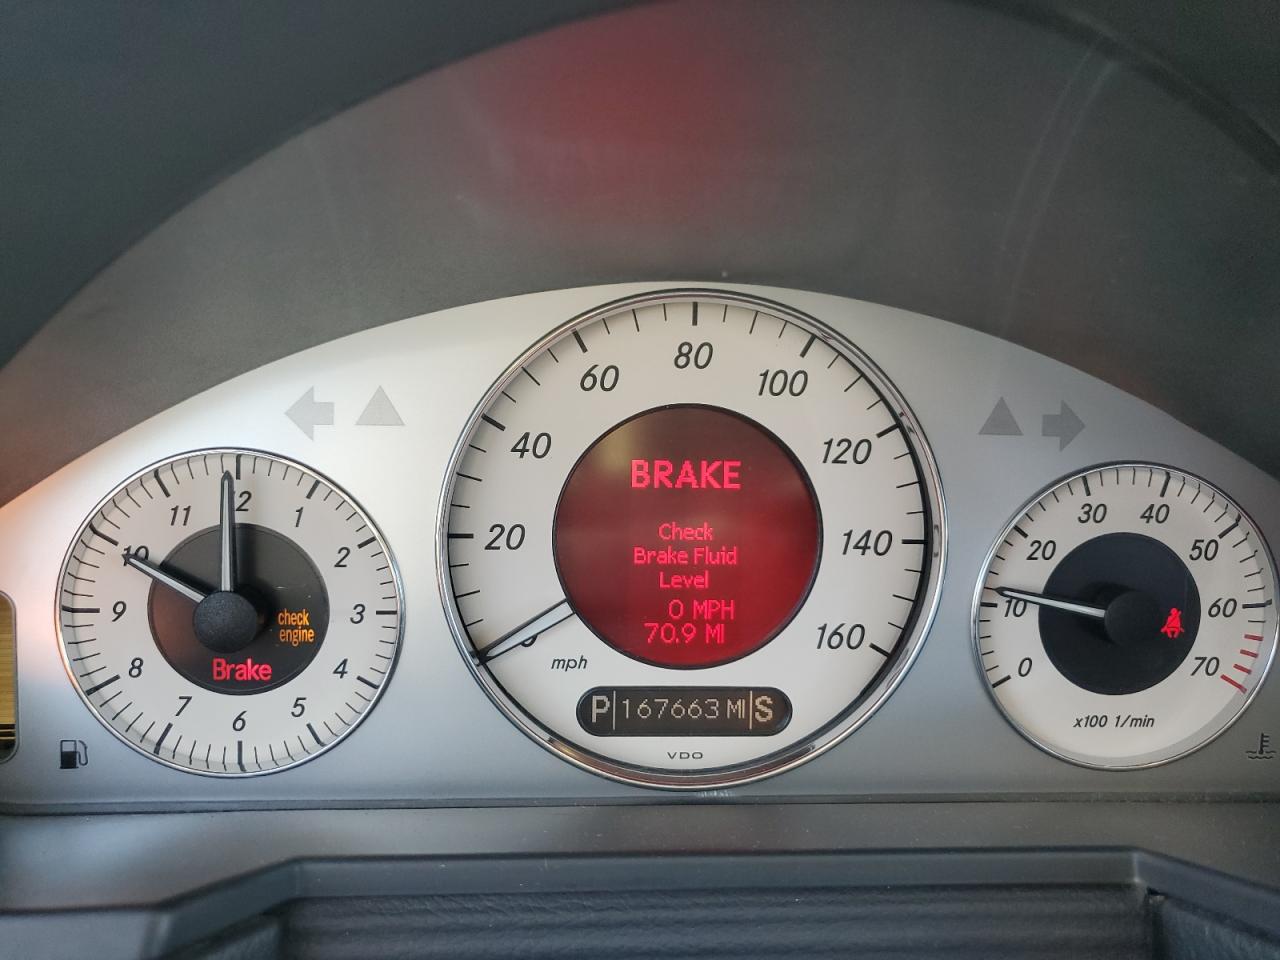 11
12
1
10
2
9
3
8
4
7
6
5
check
engine
Brake
20
40
60
80
100
120
140
160
mph
BRAKE
Check
Brake Fluid
Level
0 MPH
70.9 MI
P 167663 MI S
VDO
0
10
20
30
40
50
60
70
x100 1/min